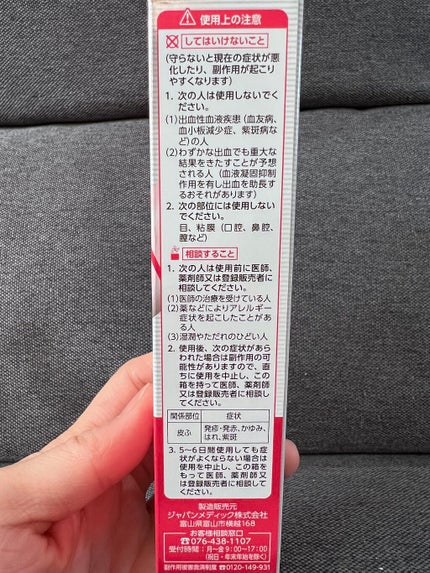 使用上の注意
してはいけないこと
(守らないと現在の症状が悪
化したり、副作用が起こり
やすくなります)
1. 次の人は使用しないでく
ださい。
(1)出血性血液疾患(血友病、
血小板減少症、紫斑病な
ど)の人
(2)わずかな出血でも重大な
結果をきたすことが予想
される人(血液凝固抑制
作用を有し出血を助長す
るおそれがあります)
2. 次の部位には使用しない
でください。
目、粘膜(口腔、鼻腔、
膣など)
相談すること
1. 次の人は使用前に医師、
薬剤師又は登録販売者に
相談してください。
(1)医師の治療を受けている人
(2)薬などによりアレルギー
症状を起こしたことがあ
る人
(3)湿潤やただれのひどい人
2. 使用後、次の症状があら
われた場合は副作用の可
能性がありますので、直
ちに使用を中止し、この
箱を持って医師、薬剤師
又は登録販売者に相談し
てください。
関係部位 症状
皮ふ 発疹・発赤、かゆみ、
はれ、紫斑
3. 5〜6日間使用しても症
状がよくならない場合は
使用を中止し、この箱を
もって医師、薬剤師又
は登録販売者に相談して
ください。
製造販売元
ジャパンメディック株式会社
富山県富山市横越168
お客様相談窓口
☎076-438-1107
受付時間:月〜金9:00〜17:00
(祝日・年末年始を除く)
副作用被害救済制度 ☎0120-149-931